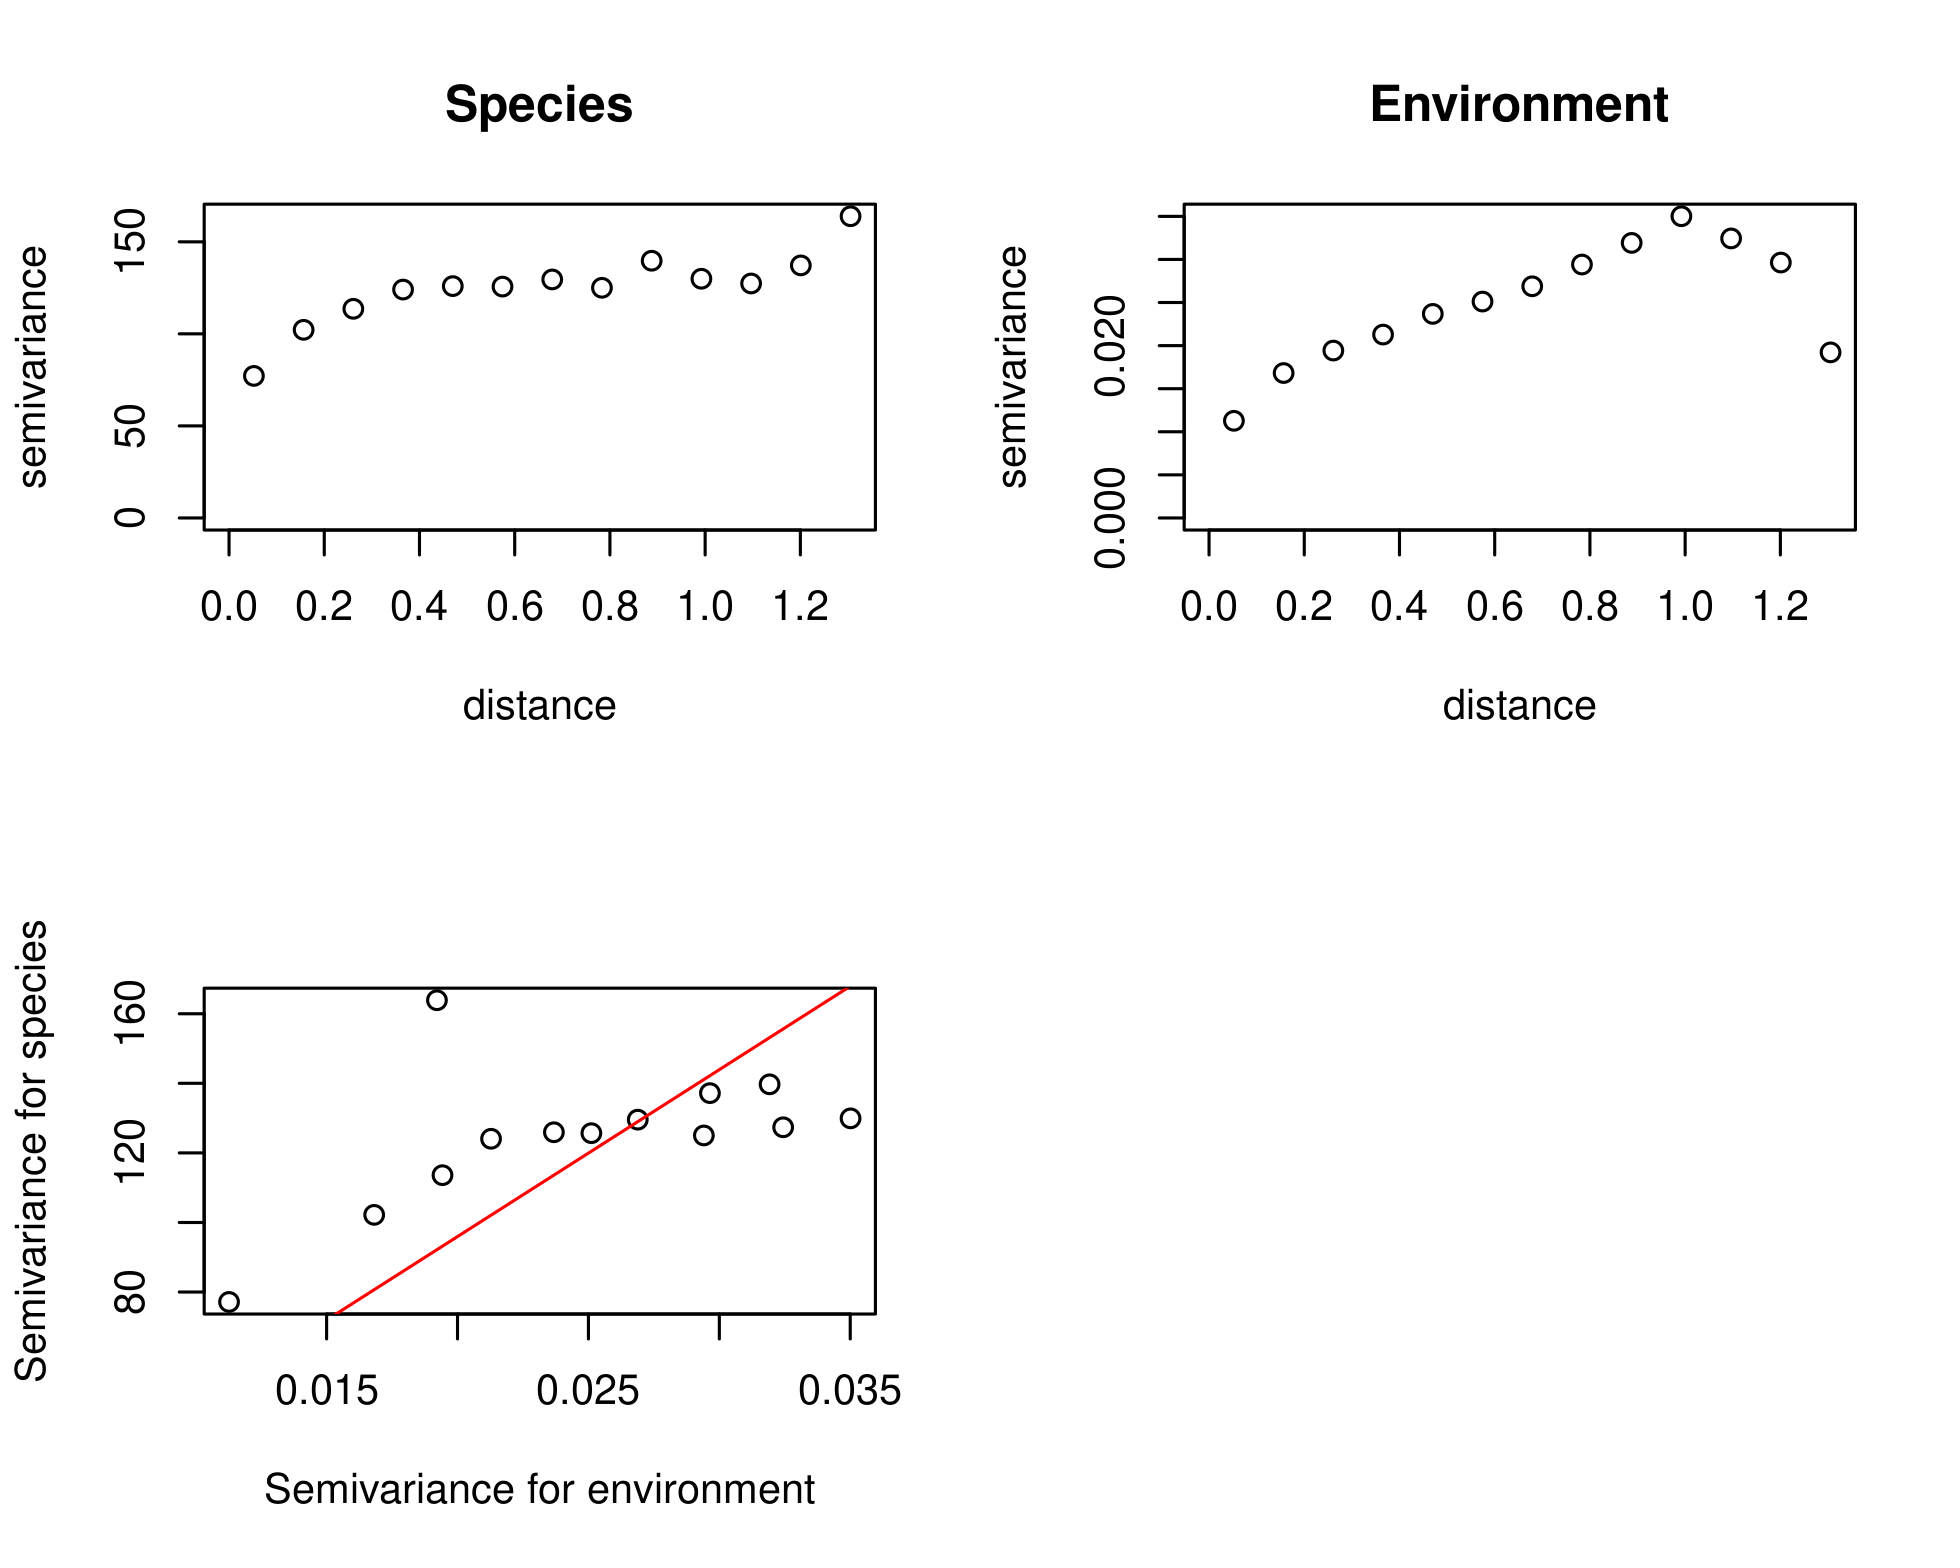 Species
semivariance
0 50 150
0.0 0.2 0.4 0.6 0.8 1.0 1.2
distance
Environment
semivariance
0.000 0.020
0.0 0.2 0.4 0.6 0.8 1.0 1.2
distance
Semivariance for species
80 120 160
0.015 0.025 0.035
Semivariance for environment